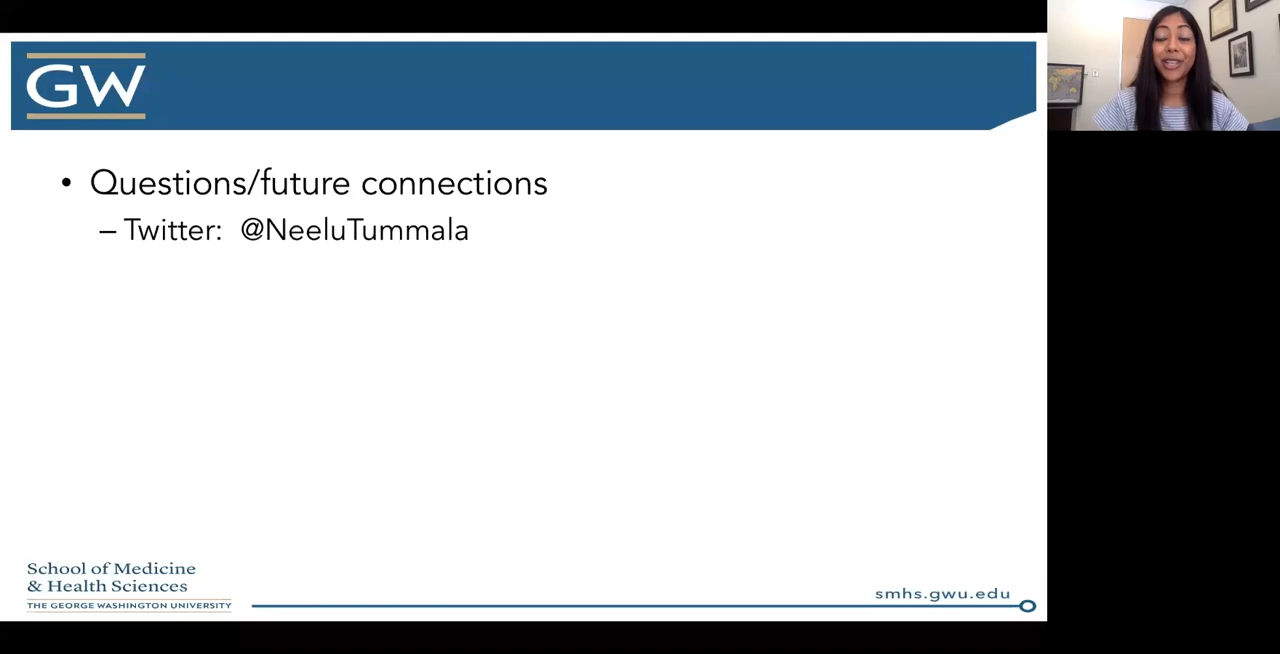 GW
• Questions/future connections
– Twitter: @NeeluTummala
School of Medicine
& Health Sciences
THE GEORGE WASHINGTON UNIVERSITY
smhs.gwu.edu